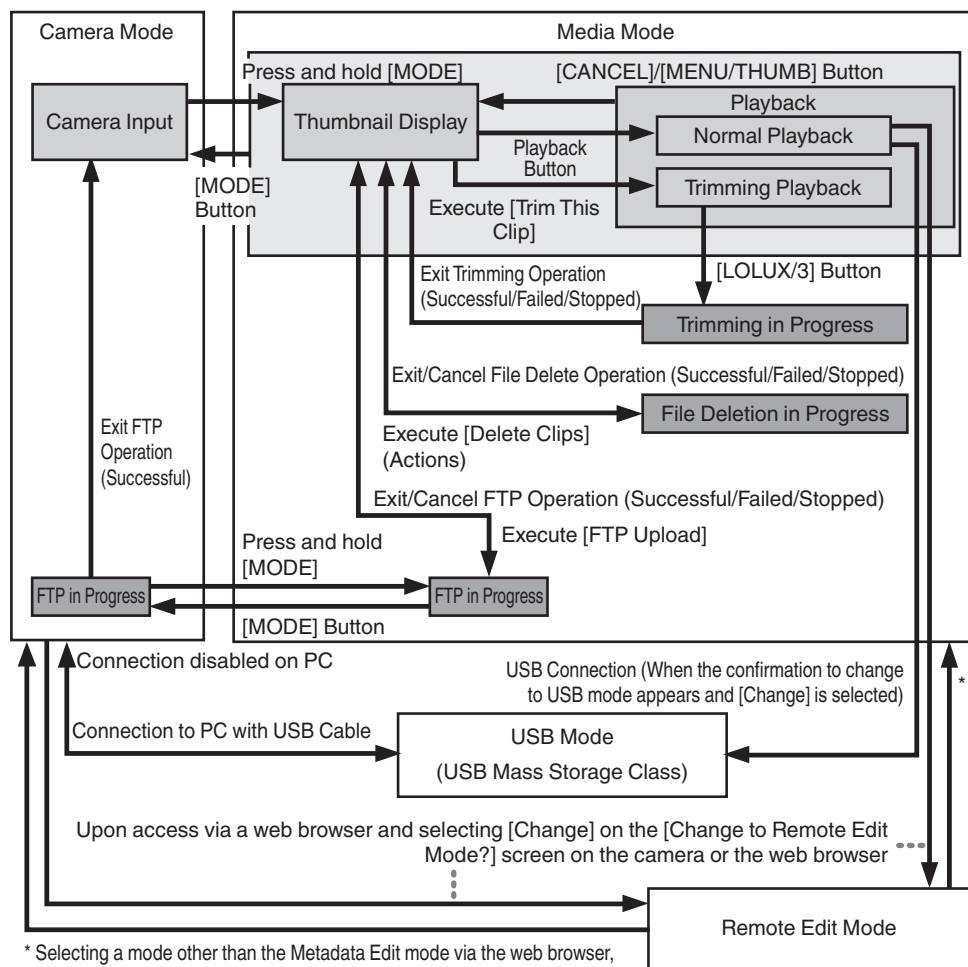 Camera Mode
Media Mode
Press and hold [MODE]
[CANCEL]/[MENU/THUMB] Button
Camera Input
Thumbnail Display
Playback
Normal Playback
Playback
Button
Trimming Playback
[MODE]
Button
Execute [Trim This
Clip]
[LOLUX/3] Button
Exit Trimming Operation
(Successful/Failed/Stopped)
Trimming in Progress
Exit/Cancel File Delete Operation (Successful/Failed/Stopped)
File Deletion in Progress
Exit FTP
Operation
(Successful)
Execute [Delete Clips]
(Actions)
Exit/Cancel FTP Operation (Successful/Failed/Stopped)
Execute [FTP Upload]
Press and hold
[MODE]
FTP in Progress
FTP in Progress
[MODE] Button
Connection disabled on PC
USB Connection (When the confirmation to change
to USB mode appears and [Change] is selected)
*
Connection to PC with USB Cable
USB Mode
(USB Mass Storage Class)
Upon access via a web browser and selecting [Change] on the [Change to Remote Edit
Mode?] screen on the camera or the web browser
Remote Edit Mode
* Selecting a mode other than the Metadata Edit mode via the web browser,